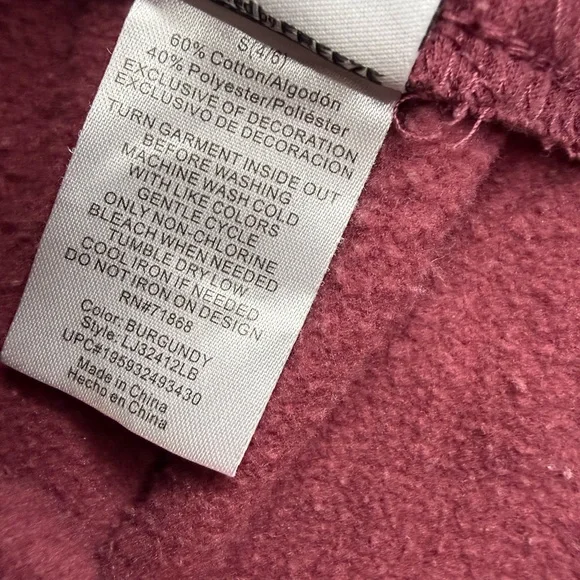 by FREEZE
S(4/6)
60% Cotton/Algodón
40% Polyester/Poliéster
EXCLUSIVE OF DECORATION
EXCLUSIVO DE DECORACIÓN
TURN GARMENT INSIDE OUT
BEFORE WASHING
MACHINE WASH COLD
WITH LIKE COLORS
GENTLE CYCLE
ONLY NON-CHLORINE
BLEACH WHEN NEEDED
TUMBLE DRY LOW
COOL IRON IF NEEDED
DO NOT IRON ON DESIGN
RN#71868
Color: BURGUNDY
Style: LJ32412LB
UPC#195932493430
Made in China
Hecho en China